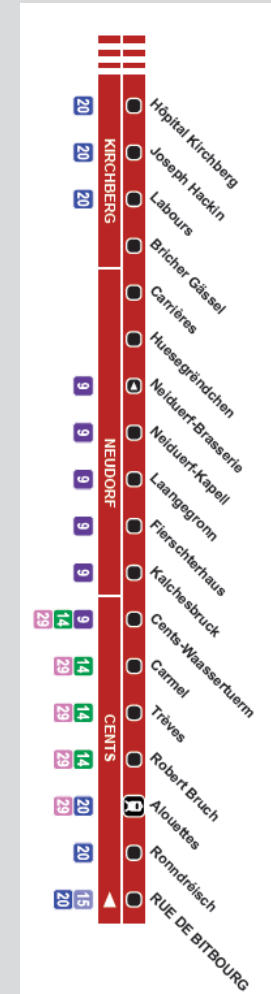 20
Hôpital Kirchberg
20
Joseph Hackin
20
Labours
Bricher Gässel
Carrières
Huesegrëndchen
9
Neiduerf-Brasserie
9
Neiduerf-Kapell
9
Laangegronn
9
Fierschterhaus
9
Kalchesbruck
29 14 9
Cents-Waassertuerm
29 14
Carmel
29 14
Trèves
29 14
Robert Bruch
29 20
Alouettes
20
Ronndréisch
20 15
RUE DE BITBOURG
KIRCHBERG
NEUDORF
CENTS